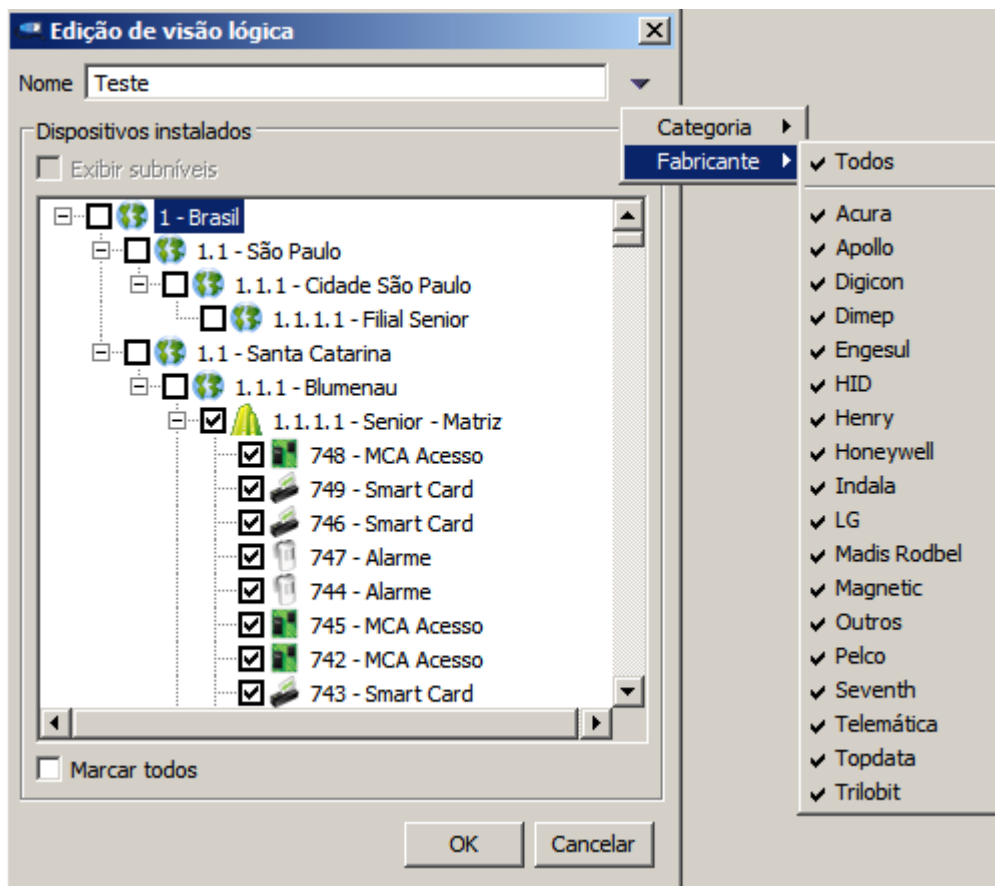 Edição de visão lógica
Nome Teste
Dispositivos instalados
Exibir subníveis
1 - Brasil
1.1 - São Paulo
1.1.1 - Cidade São Paulo
1.1.1.1 - Filial Senior
1.1 - Santa Catarina
1.1.1 - Blumenau
1.1.1.1 - Senior - Matriz
748 - MCA Acesso
749 - Smart Card
746 - Smart Card
747 - Alarme
744 - Alarme
745 - MCA Acesso
742 - MCA Acesso
743 - Smart Card
Marcar todos
OK Cancelar
Categoria
Fabricante
Todos
Acura
Apollo
Digicon
Dimep
Engesul
HID
Henry
Honeywell
Indala
LG
Madis Rodbel
Magnetic
Outros
Pelco
Seventh
Telemática
Topdata
Trilobit